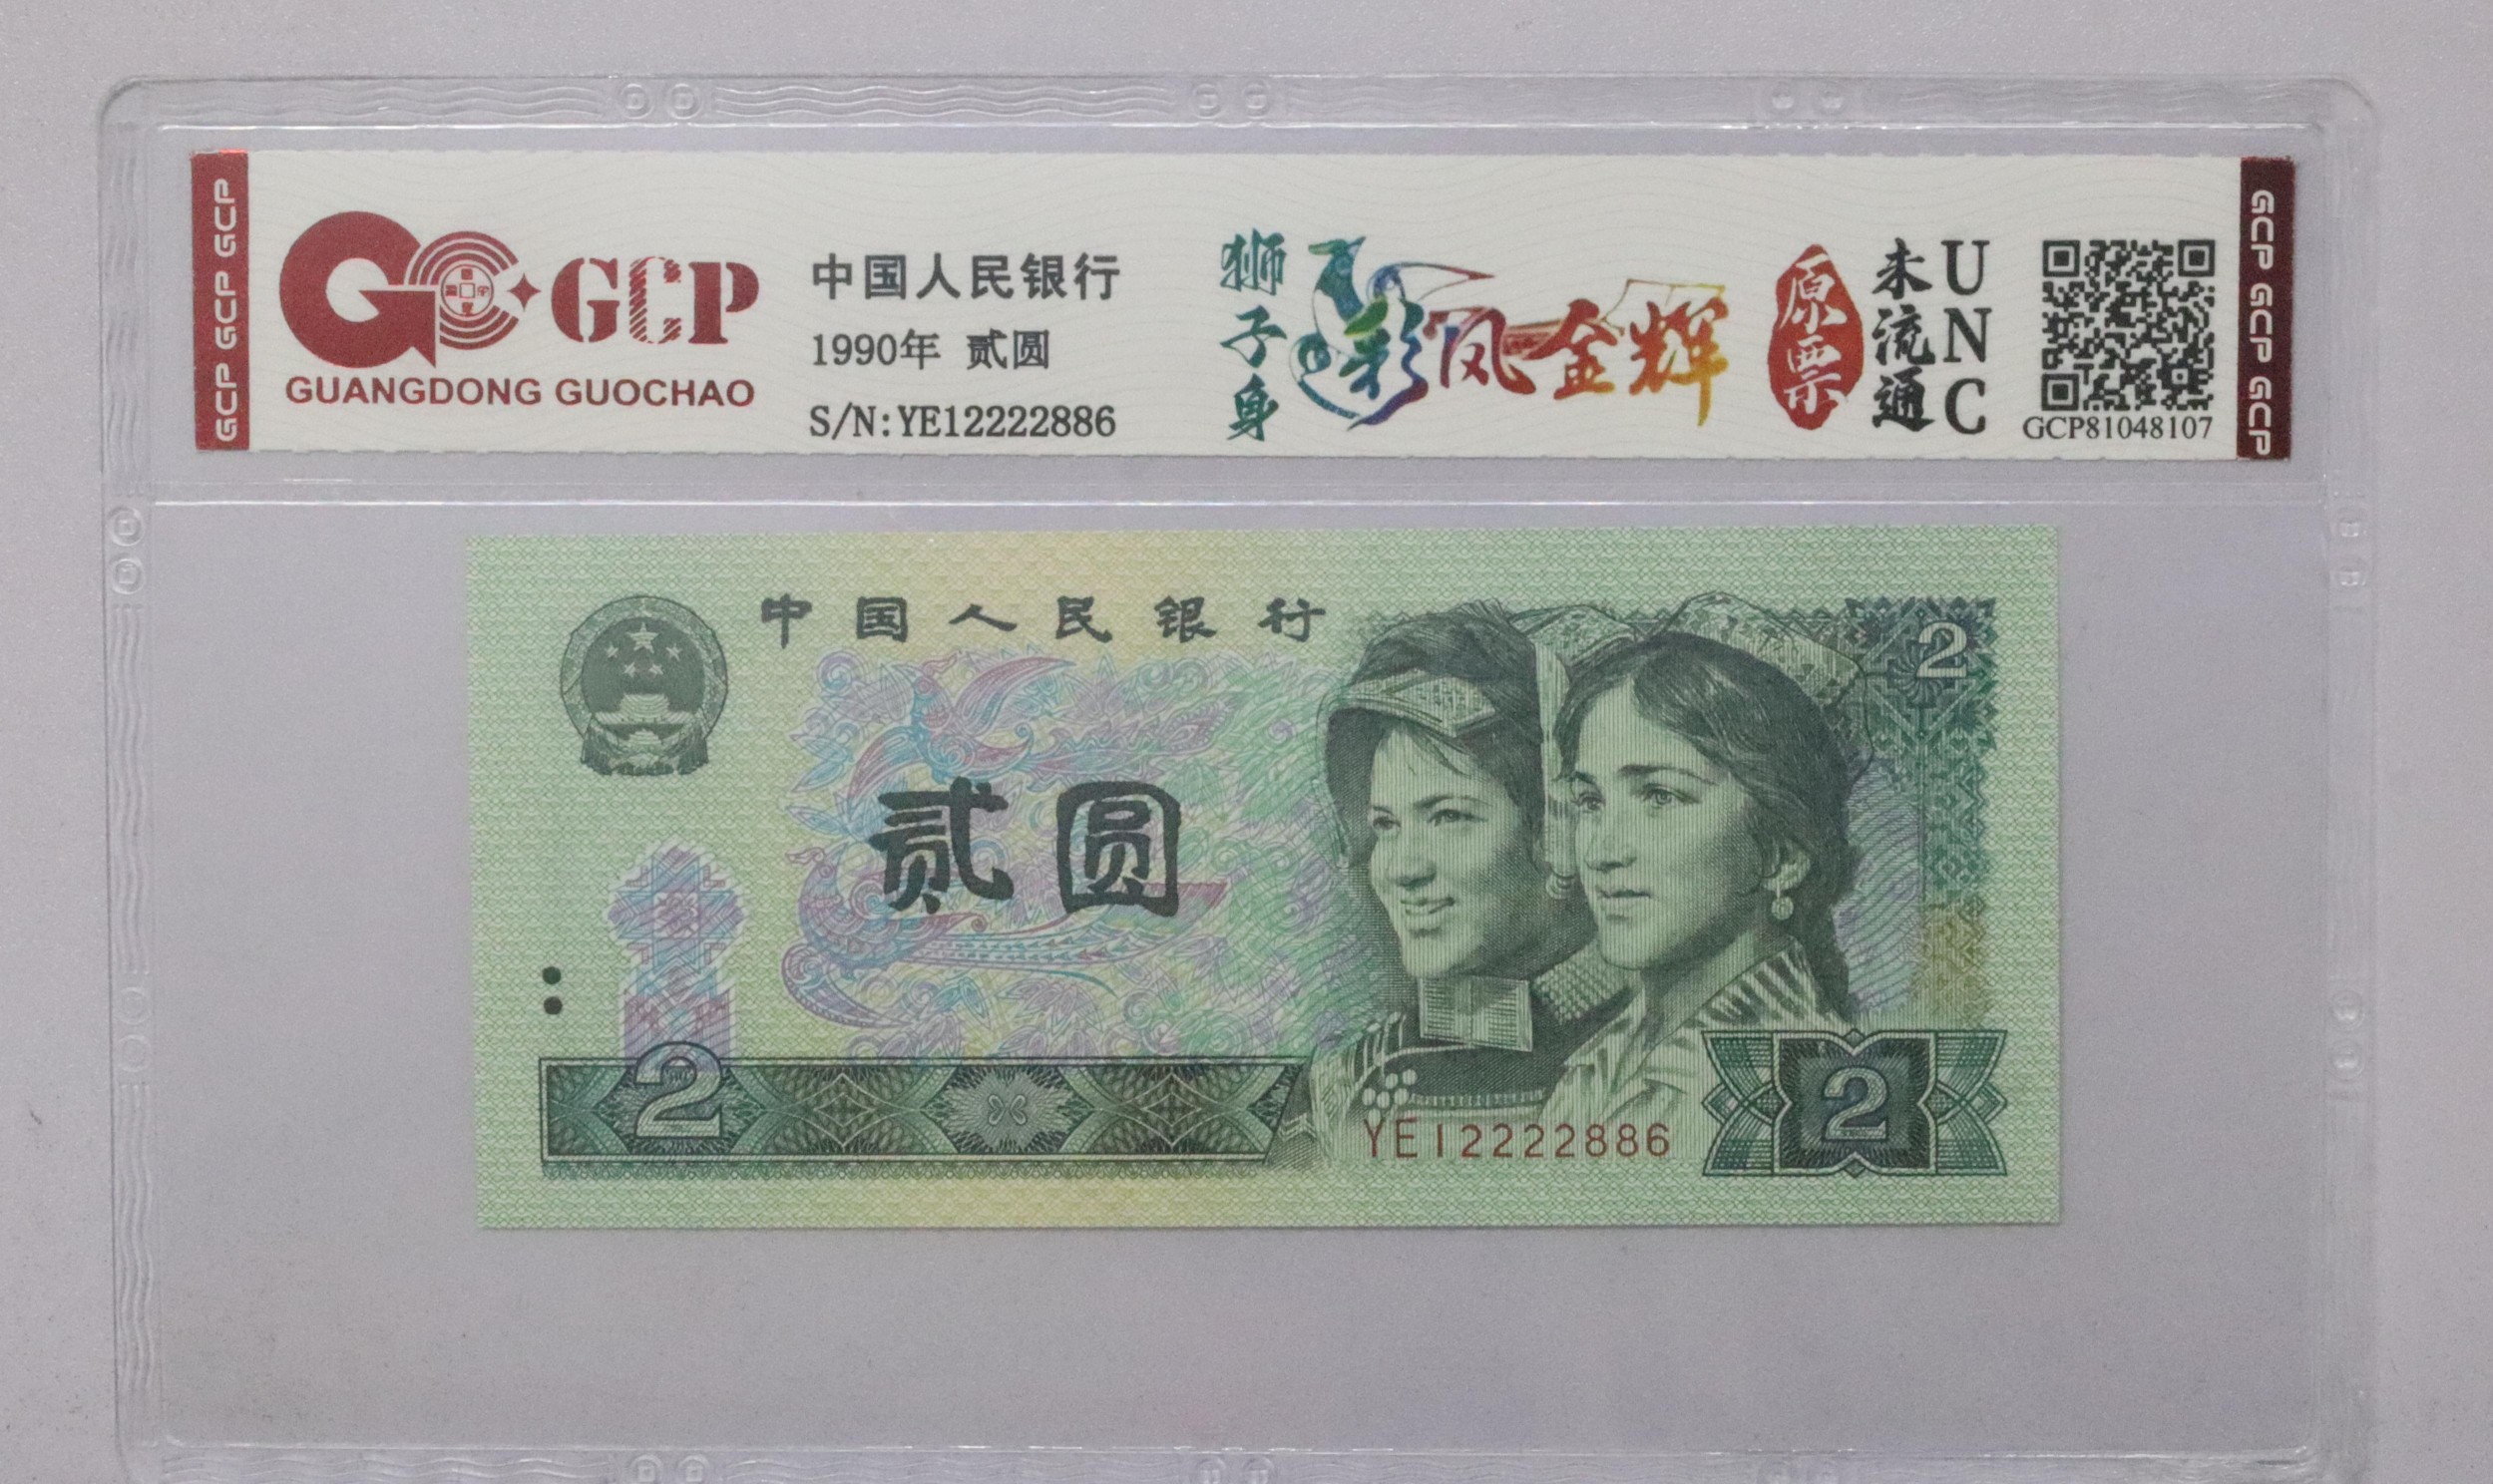 GCP GCP GCP
GCP
GUANGDONG GUOCHAO
中国人民银行
1990年 贰圆
S/N:YE12222886
狮子身
彩凤金辉
原票
未流通
UNC
GCP81048107
GCP GCP GCP
中国人民银行
2
贰圆
2
YE12222886
2